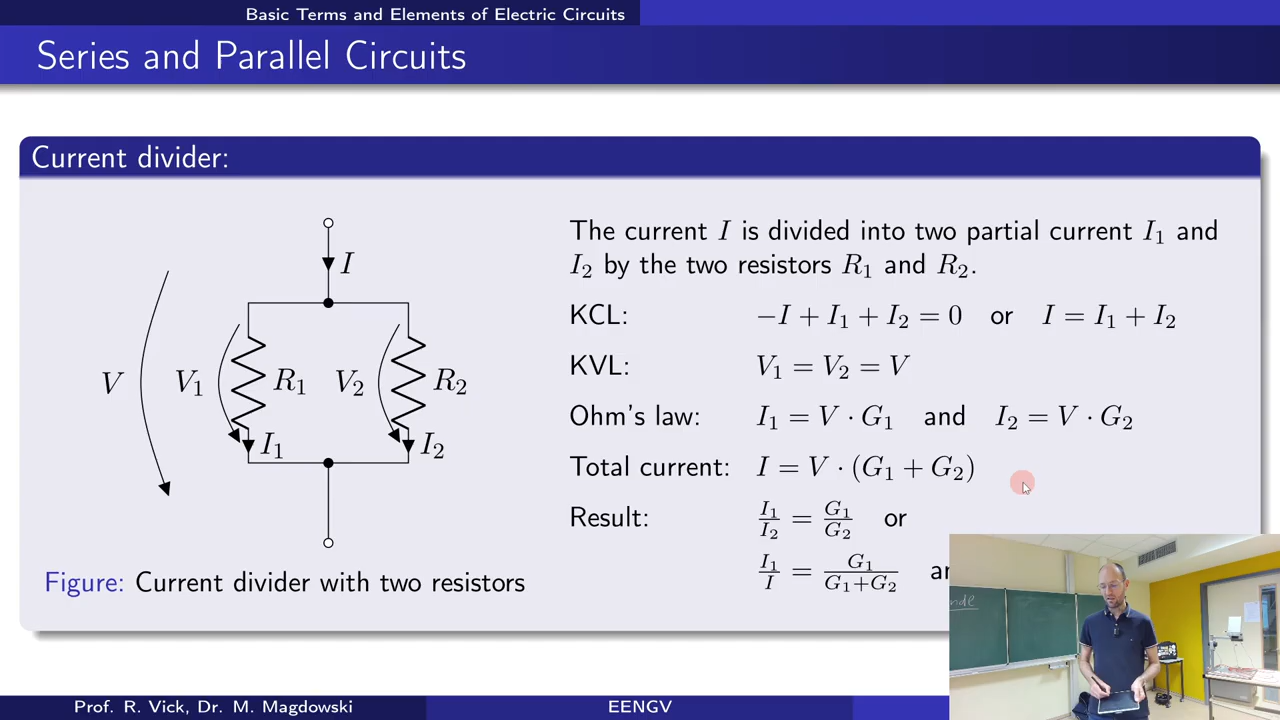 Basic Terms and Elements of Electric Circuits
Series and Parallel Circuits
Current divider:
I
V
V₁
R₁
V₂
R₂
I₁
I₂
Figure: Current divider with two resistors
The current I is divided into two partial current I₁ and
I₂ by the two resistors R₁ and R₂.
KCL: −I + I₁ + I₂ = 0 or I = I₁ + I₂
KVL: V₁ = V₂ = V
Ohm's law: I₁ = V · G₁ and I₂ = V · G₂
Total current: I = V · (G₁ + G₂)
Result: I₁/I₂ = G₁/G₂ or
I₁/I = G₁/(G₁+G₂)
Prof. R. Vick, Dr. M. Magdowski
EENGV